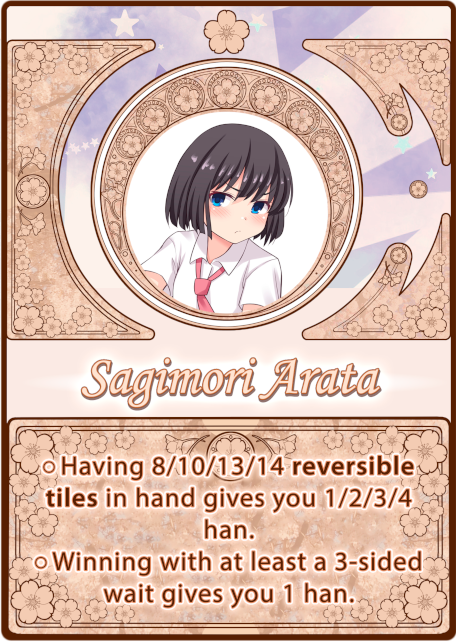 Sagimori Arata
○Having 8/10/13/14 reversible
tiles in hand gives you 1/2/3/4
han.
○Winning with at least a 3-sided
wait gives you 1 han.